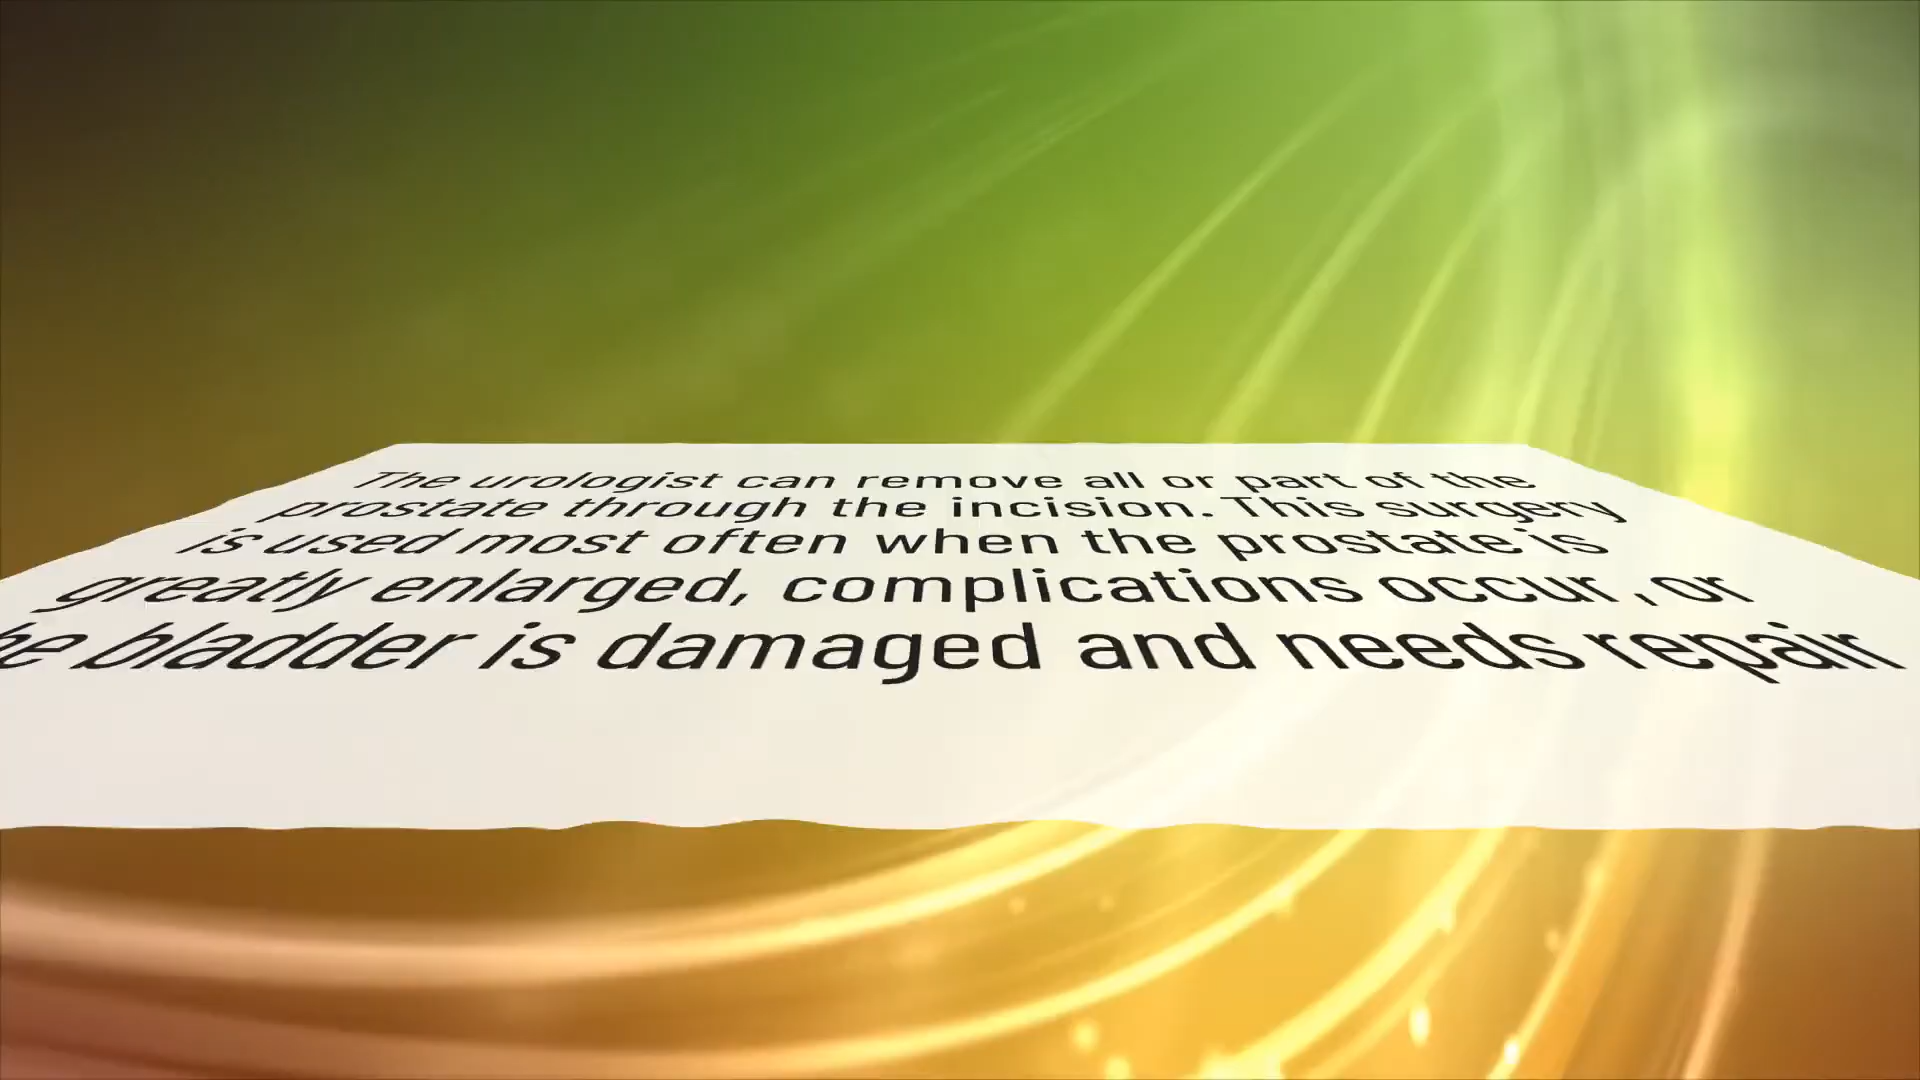 The urologist can remove all or part of the
prostate through the incision. This surgery
is used most often when the prostate is
greatly enlarged, complications occur, or
he bladder is damaged and needs repair